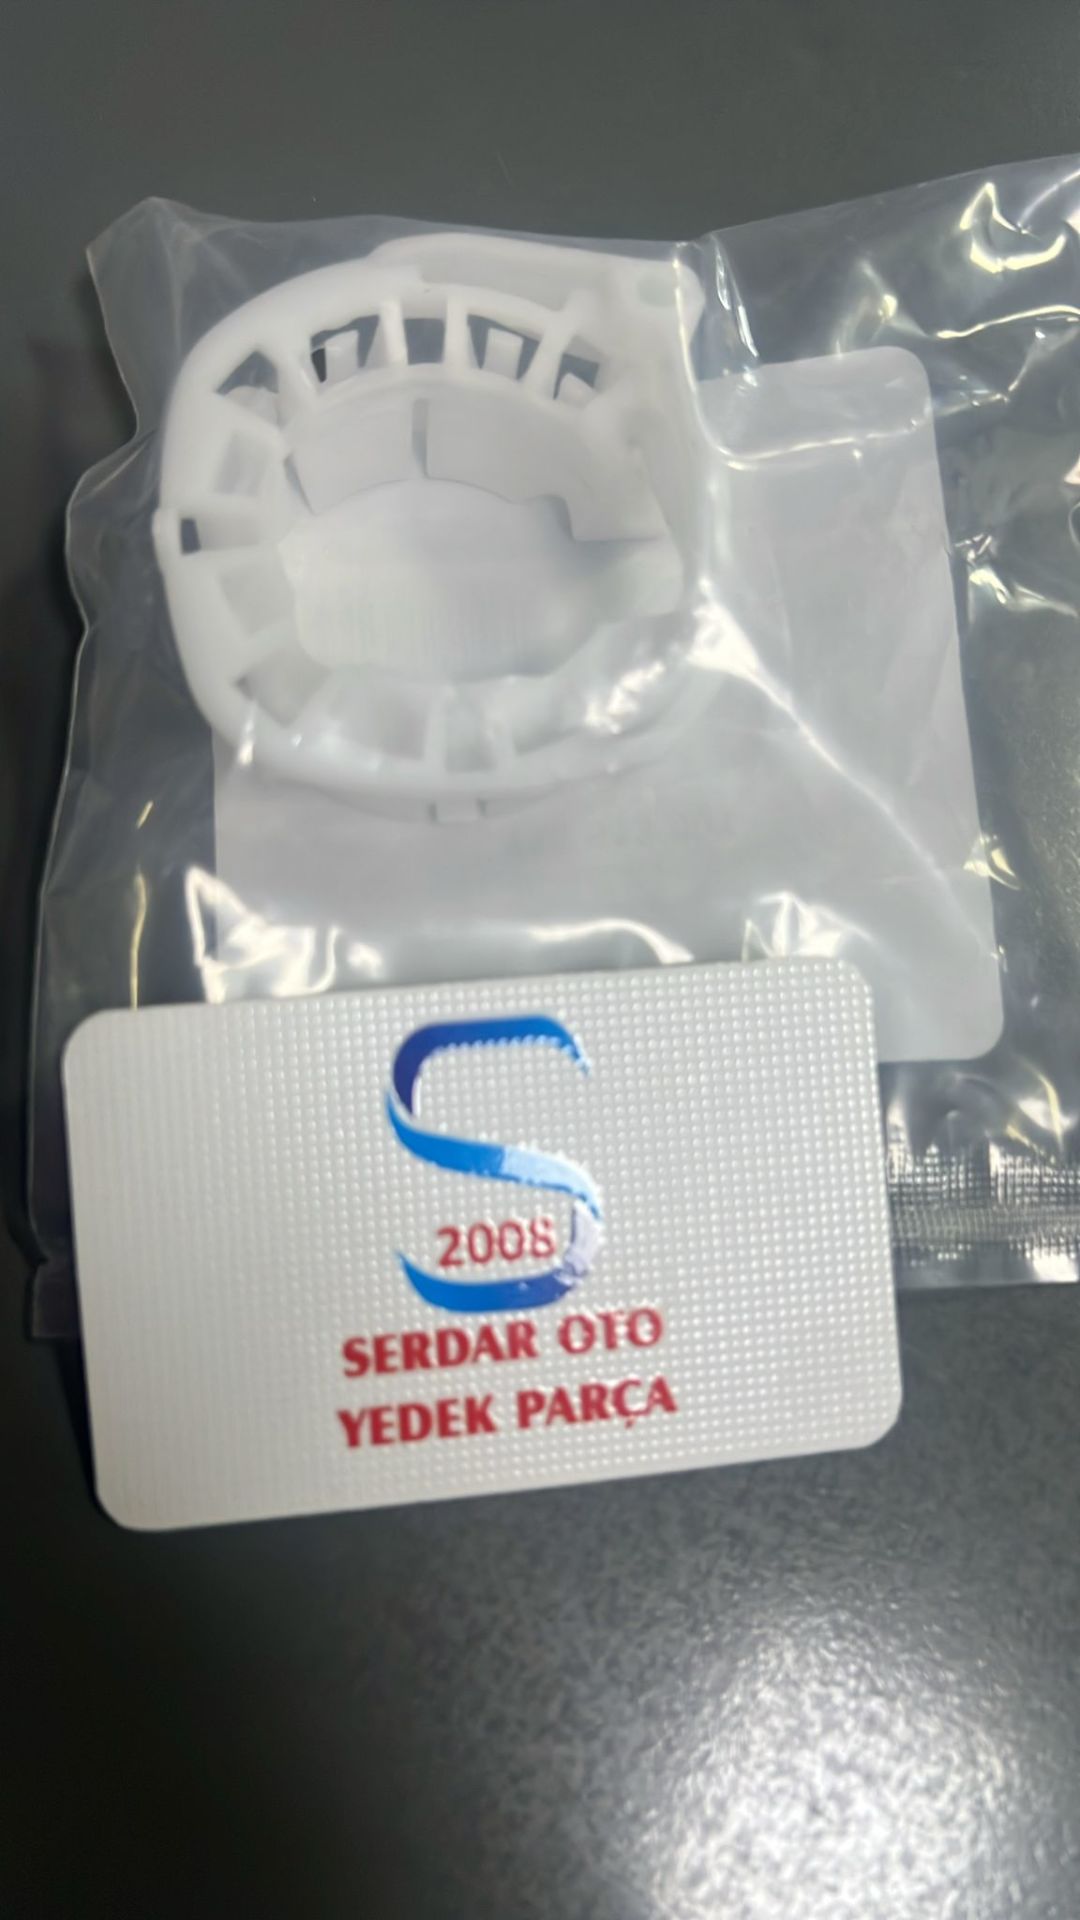 2008
SERDAR OTO
YEDEK PARÇA